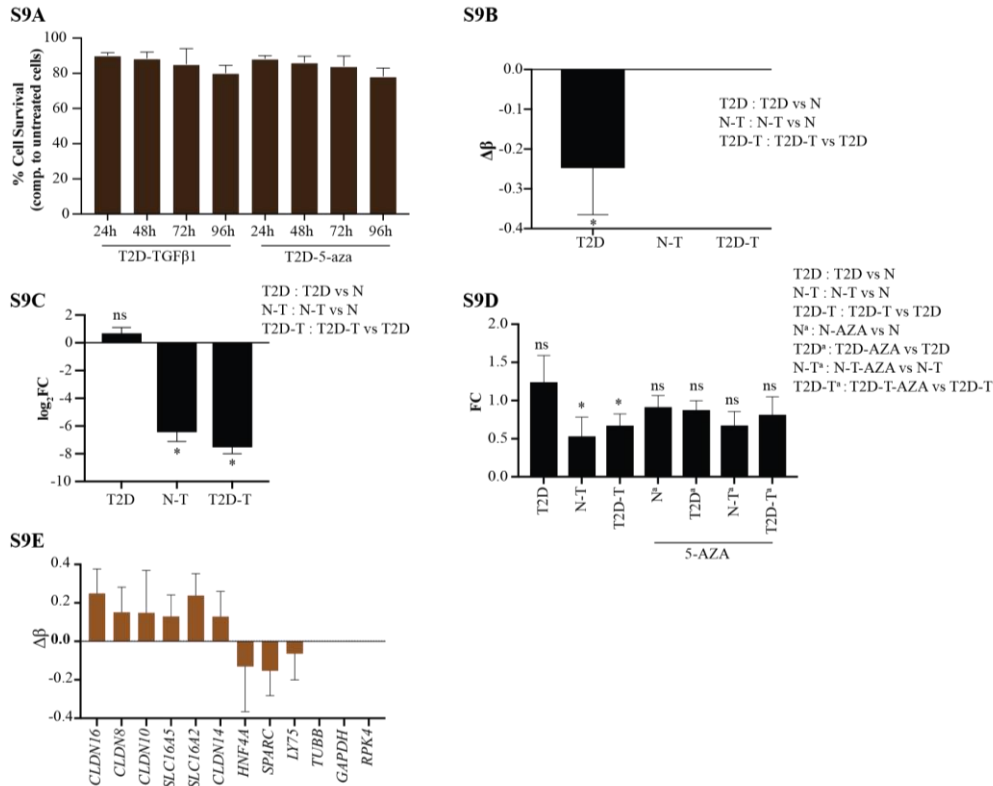 S9A
% Cell Survival
(comp. to untreated cells)
100
80
60
40
20
0
24h 48h 72h 96h 24h 48h 72h 96h
T2D-TGFβ1 T2D-5-aza
S9B
Δβ
0.0
-0.1
-0.2
-0.3
-0.4
*
T2D N-T T2D-T
T2D : T2D vs N
N-T : N-T vs N
T2D-T : T2D-T vs T2D
S9C
T2D : T2D vs N
N-T : N-T vs N
T2D-T : T2D-T vs T2D
log₂FC
2
0
-2
-4
-6
-8
-10
ns
* *
T2D N-T T2D-T
S9D
T2D : T2D vs N
N-T : N-T vs N
T2D-T : T2D-T vs T2D
Nᵃ : N-AZA vs N
T2Dᵃ : T2D-AZA vs T2D
N-Tᵃ : N-T-AZA vs N-T
T2D-Tᵃ : T2D-T-AZA vs T2D-T
FC
2.0
1.5
1.0
0.5
0.0
ns * * ns ns ns ns
T2D N-T T2D-T Nᵃ T2Dᵃ N-Tᵃ T2D-Tᵃ
5-AZA
S9E
Δβ
0.4
0.2
0.0
-0.2
-0.4
CLDN16 CLDN8 CLDN10 SLC16A5 SLC16A2 CLDN14 HNF4A SPARC LY75 TUBB GAPDH RPK4